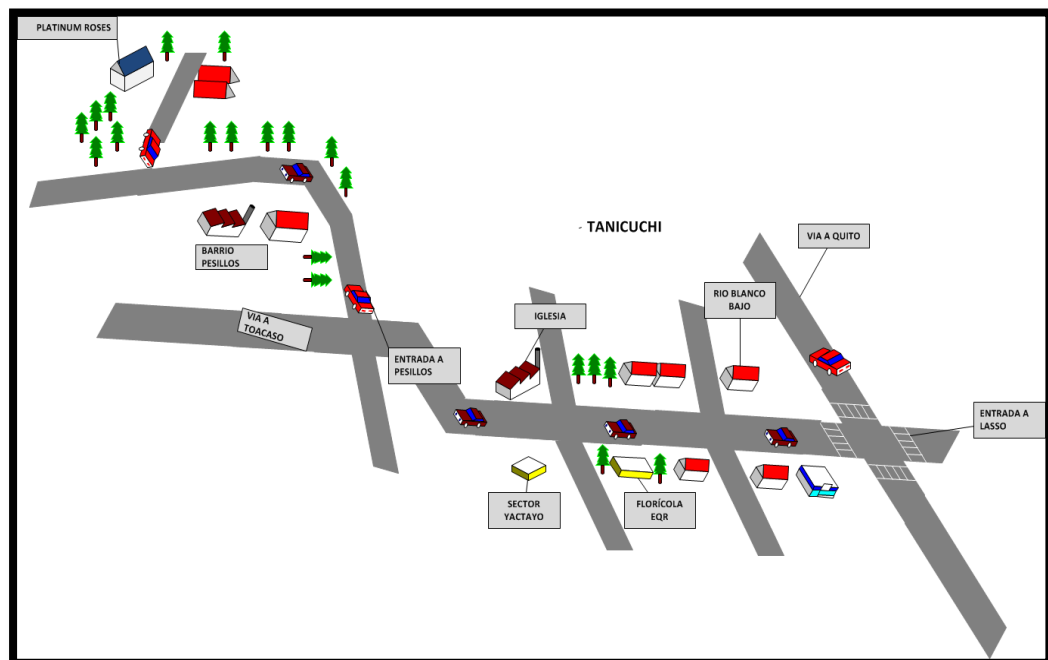 PLATINUM ROSES
- TANICUCHI
VIA A QUITO
BARRIO
PESILLOS
RIO BLANCO
BAJO
VIA A
TOACASO
IGLESIA
ENTRADA A
PESILLOS
ENTRADA A
LASSO
SECTOR
YACTAYO
FLORÍCOLA
EQR